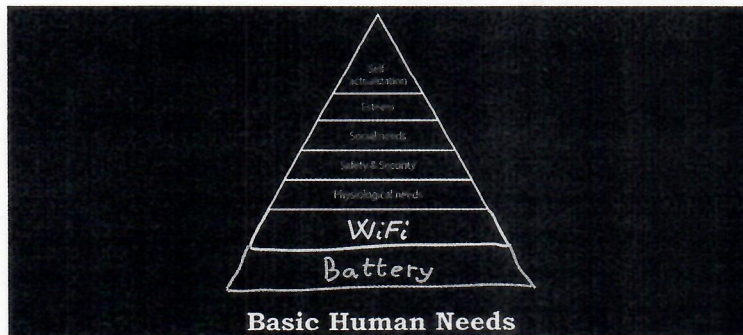 Self
actualization
Esteem
Social needs
Safety & Security
Physiological needs
WiFi
Battery
Basic Human Needs